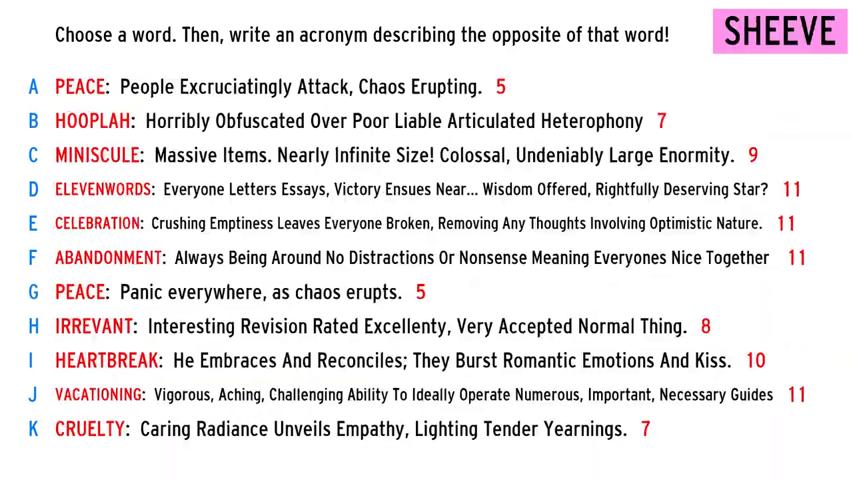 Choose a word. Then, write an acronym describing the opposite of that word!
SHEEVE
A PEACE: People Excruciatingly Attack, Chaos Erupting. 5
B HOOPLAH: Horribly Obfuscated Over Poor Liable Articulated Heterophony 7
C MINISCULE: Massive Items. Nearly Infinite Size! Colossal, Undeniably Large Enormity. 9
D ELEVENWORDS: Everyone Letters Essays, Victory Ensues Near... Wisdom Offered, Rightfully Deserving Star? 11
E CELEBRATION: Crushing Emptiness Leaves Everyone Broken, Removing Any Thoughts Involving Optimistic Nature. 11
F ABANDONMENT: Always Being Around No Distractions Or Nonsense Meaning Everyones Nice Together 11
G PEACE: Panic everywhere, as chaos erupts. 5
H IRREVANT: Interesting Revision Rated Excellenty, Very Accepted Normal Thing. 8
I HEARTBREAK: He Embraces And Reconciles; They Burst Romantic Emotions And Kiss. 10
J VACATIONING: Vigorous, Aching, Challenging Ability To Ideally Operate Numerous, Important, Necessary Guides 11
K CRUELTY: Caring Radiance Unveils Empathy, Lighting Tender Yearnings. 7